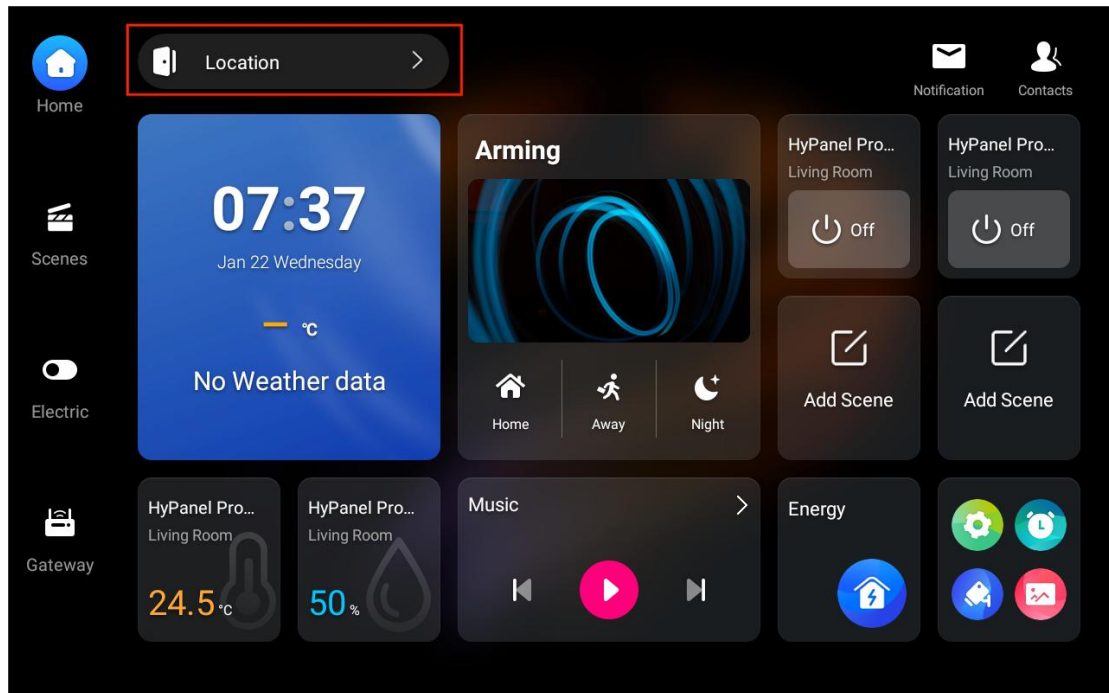 Location
Home
Notification
Contacts
07:37
Jan 22 Wednesday
– °C
No Weather data
Arming
Home
Away
Night
HyPanel Pro...
Living Room
Off
HyPanel Pro...
Living Room
Off
Scenes
Add Scene
Add Scene
Electric
HyPanel Pro...
Living Room
24.5 °C
HyPanel Pro...
Living Room
50 %
Music
Energy
Gateway